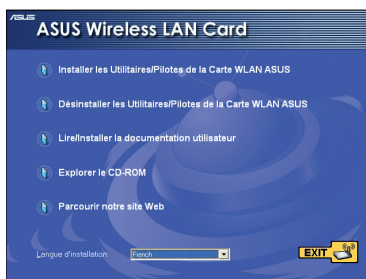 ASUS
ASUS Wireless LAN Card
Installer les Utilitaires/Pilotes de la Carte WLAN ASUS
Désinstaller les Utilitaires/Pilotes de la Carte WLAN ASUS
Lire/Installer la documentation utilisateur
Explorer le CD-ROM
Parcourir notre site Web
Langue d'installation:
French
EXIT